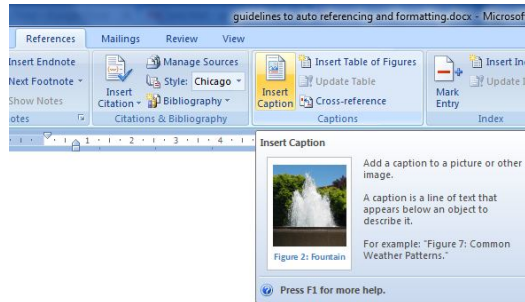 guidelines to auto referencing and formatting.docx - Microsof
References Mailings Review View
Insert Endnote
Next Footnote
Show Notes
otes
Insert Citation
Manage Sources
Style: Chicago
Bibliography
Citations & Bibliography
Insert Caption
Insert Table of Figures
Update Table
Cross-reference
Captions
Mark Entry
Insert In
Update I
Index
1 2 3 4
Insert Caption
Figure 2: Fountain
Add a caption to a picture or other
image.
A caption is a line of text that
appears below an object to
describe it.
For example: "Figure 7: Common
Weather Patterns."
Press F1 for more help.